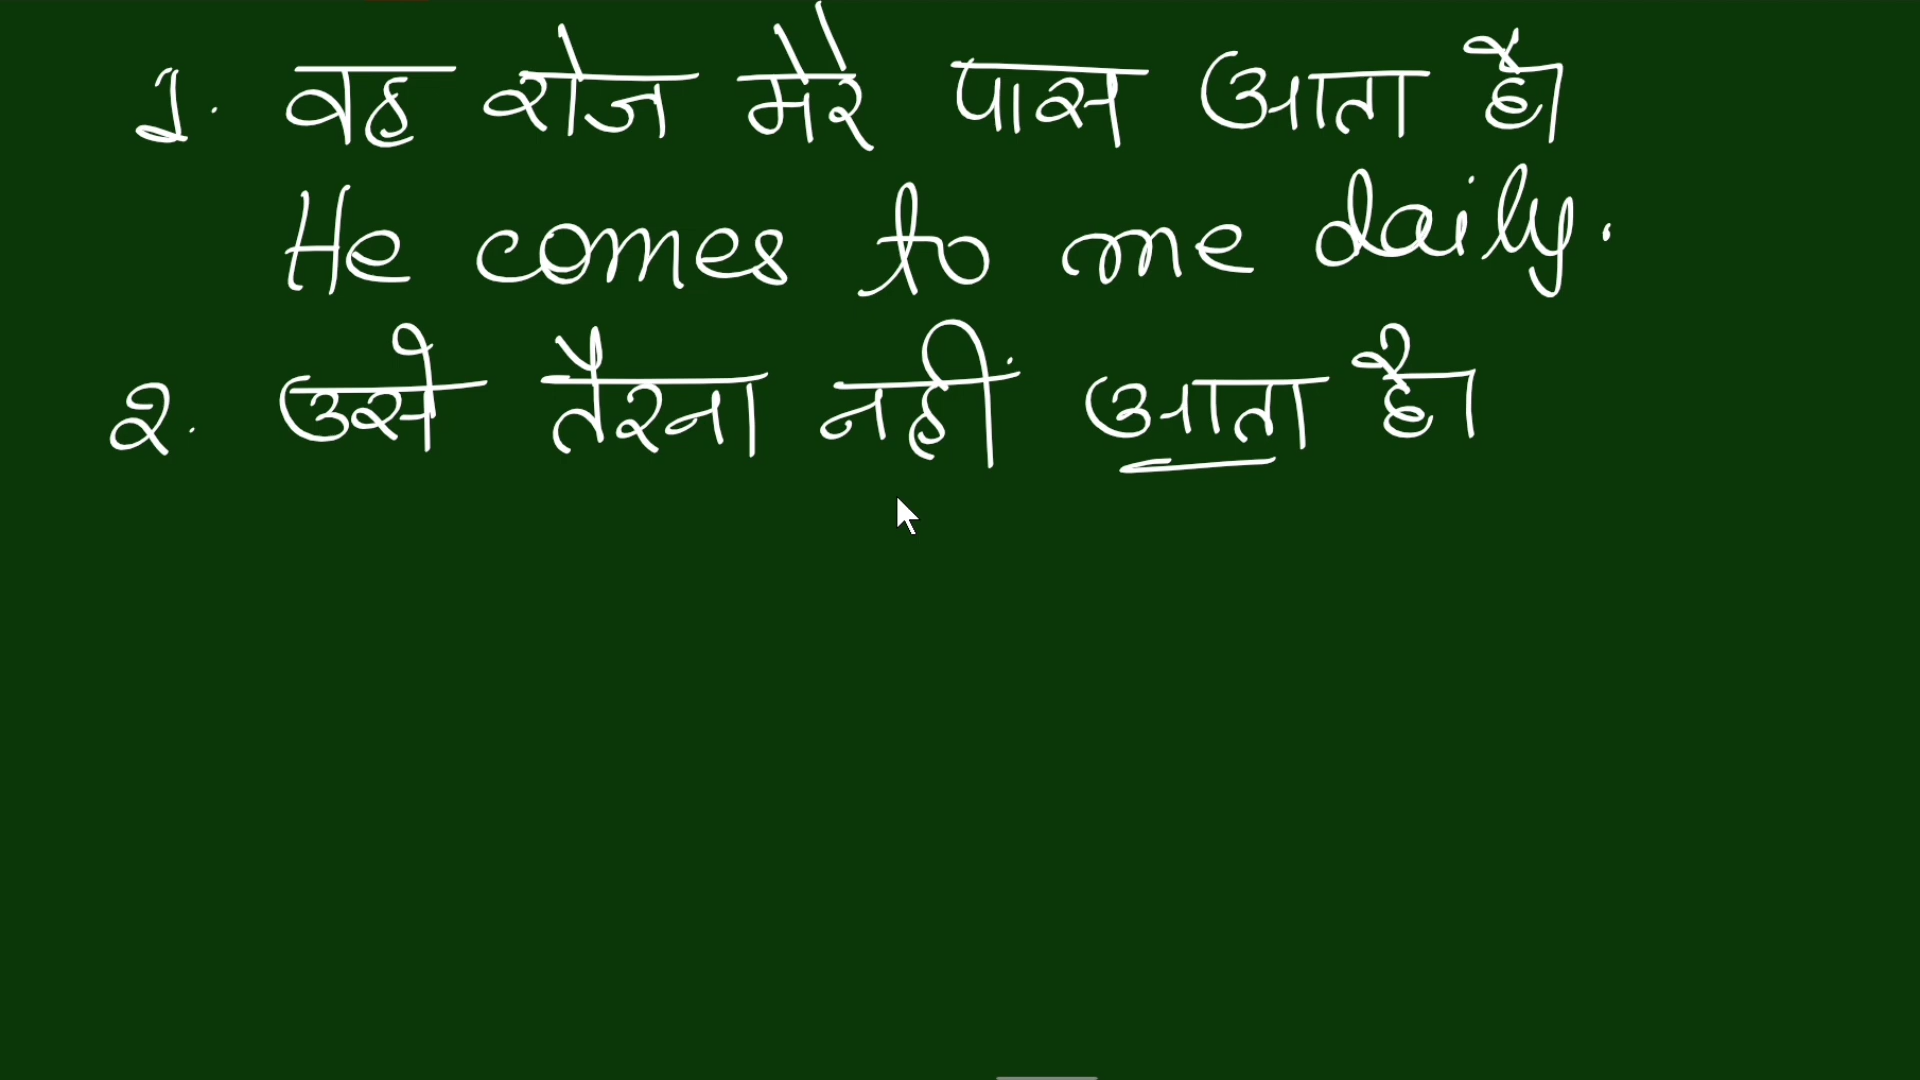 1. वह रोज मेरे पास आता है।
He comes to me daily.
2. उसे तैरना नहीं आता है।